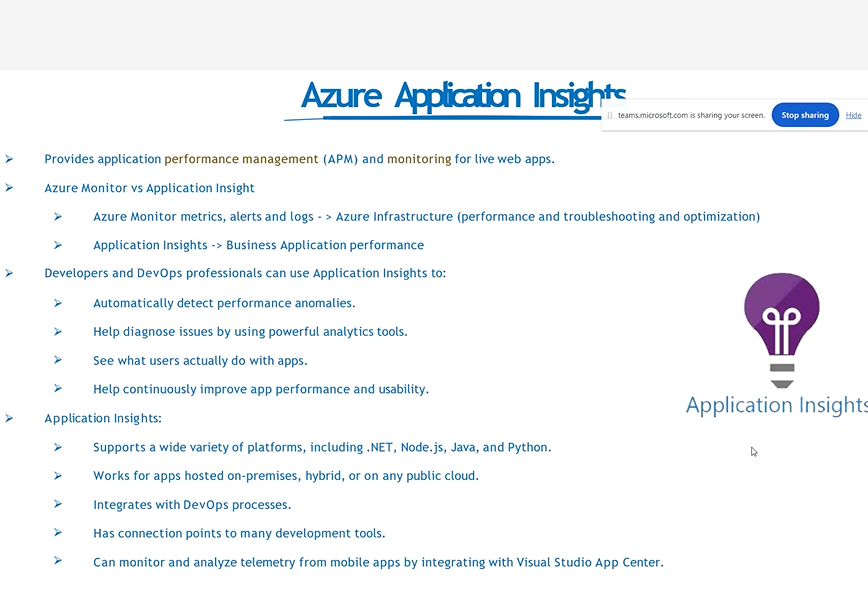 Azure Application Insights
teams.microsoft.com is sharing your screen. Stop sharing Hide
Provides application performance management (APM) and monitoring for live web apps.
Azure Monitor vs Application Insight
Azure Monitor metrics, alerts and logs - > Azure Infrastructure (performance and troubleshooting and optimization)
Application Insights -> Business Application performance
Developers and DevOps professionals can use Application Insights to:
Automatically detect performance anomalies.
Help diagnose issues by using powerful analytics tools.
See what users actually do with apps.
Help continuously improve app performance and usability.
Application Insights
Application Insights:
Supports a wide variety of platforms, including .NET, Node.js, Java, and Python.
Works for apps hosted on-premises, hybrid, or on any public cloud.
Integrates with DevOps processes.
Has connection points to many development tools.
Can monitor and analyze telemetry from mobile apps by integrating with Visual Studio App Center.